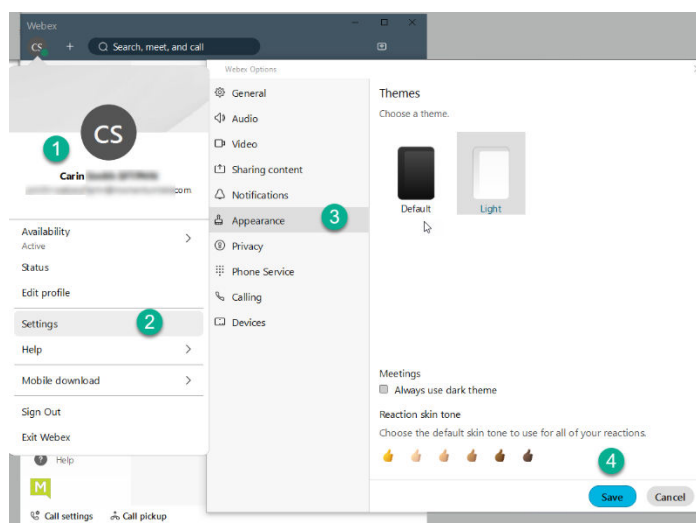 Webex
CS + Search, meet, and call
CS
1
Carin
com
Availability
Active
Status
Edit profile
Settings 2
Help
Mobile download
Sign Out
Exit Webex
Help
M
Call settings Call pickup
Webex Options
General
Audio
Video
Sharing content
Notifications
Appearance 3
Privacy
Phone Service
Calling
Devices
Themes
Choose a theme.
Default Light
Meetings
Always use dark theme
Reaction skin tone
Choose the default skin tone to use for all of your reactions.
4
Save Cancel